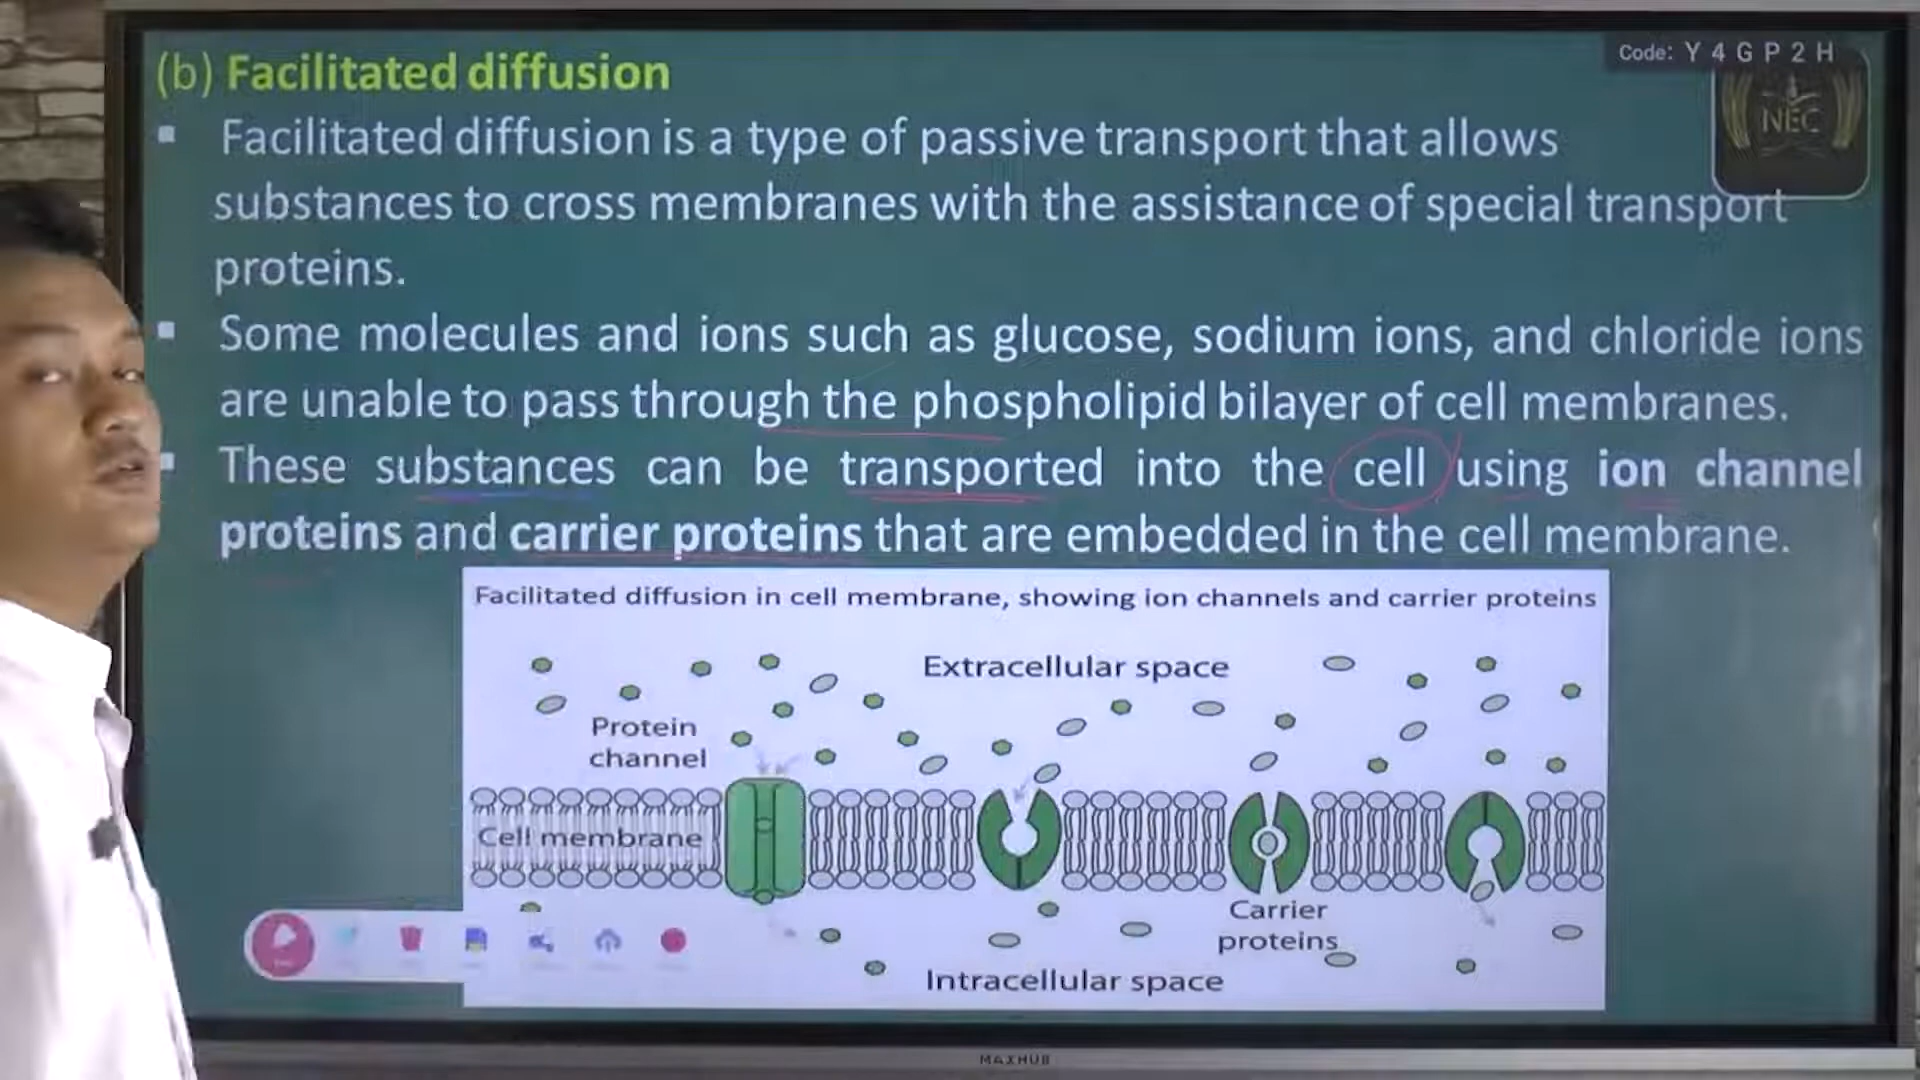 Code: Y 4 G P 2 H
NEC
(b) Facilitated diffusion
▪ Facilitated diffusion is a type of passive transport that allows
substances to cross membranes with the assistance of special transport
proteins.
▪ Some molecules and ions such as glucose, sodium ions, and chloride ions
are unable to pass through the phospholipid bilayer of cell membranes.
▪ These substances can be transported into the cell using ion channel
proteins and carrier proteins that are embedded in the cell membrane.
Facilitated diffusion in cell membrane, showing ion channels and carrier proteins
Extracellular space
Protein
channel
Cell membrane
Carrier
proteins
Intracellular space
MAXHUB